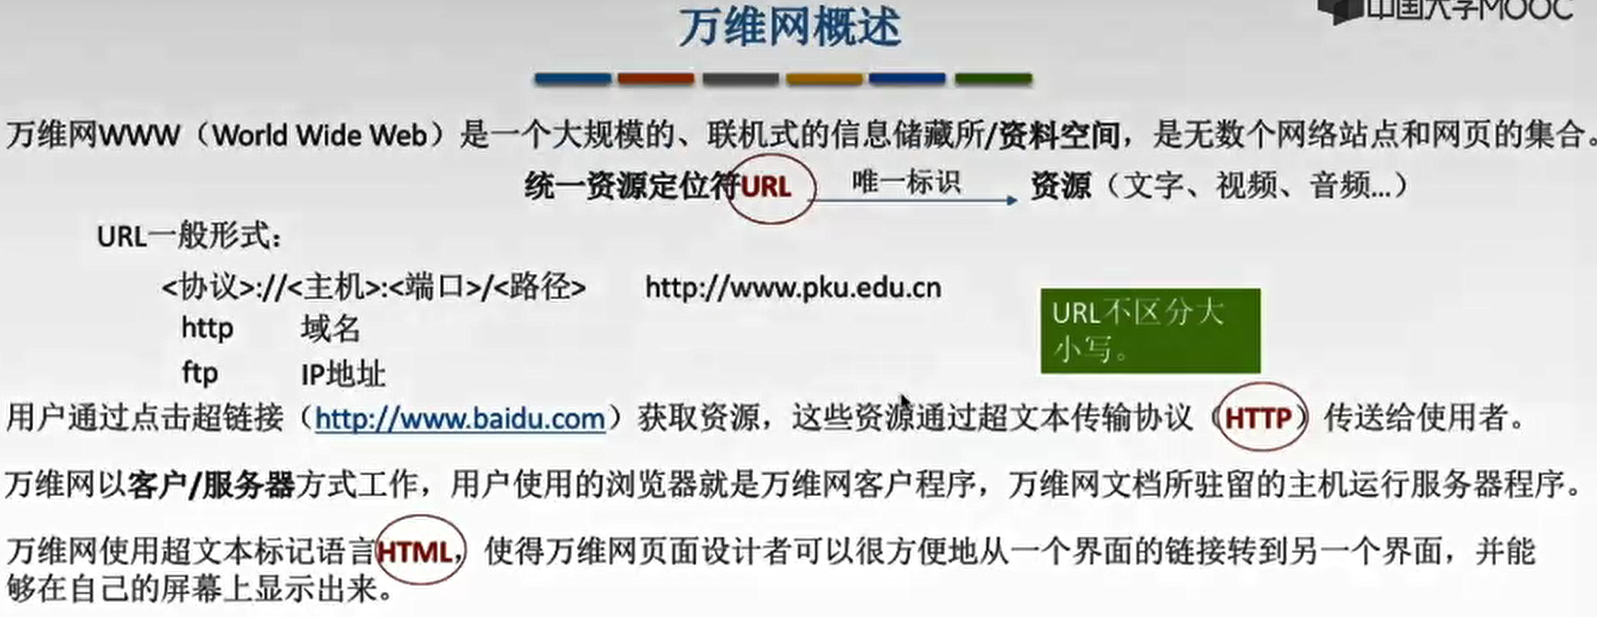 中国大学MOOC
万维网概述
万维网WWW（World Wide Web）是一个大规模的、联机式的信息储藏所/资料空间，是无数个网络站点和网页的集合。
统一资源定位符URL 唯一标识 资源（文字、视频、音频...）
URL一般形式：
<协议>://<主机>:<端口>/<路径> http://www.pku.edu.cn
URL不区分大
小写。
http 域名
ftp IP地址
用户通过点击超链接（http://www.baidu.com）获取资源，这些资源通过超文本传输协议（HTTP）传送给使用者。
万维网以客户/服务器方式工作，用户使用的浏览器就是万维网客户程序，万维网文档所驻留的主机运行服务器程序。
万维网使用超文本标记语言HTML，使得万维网页面设计者可以很方便地从一个界面的链接转到另一个界面，并能
够在自己的屏幕上显示出来。